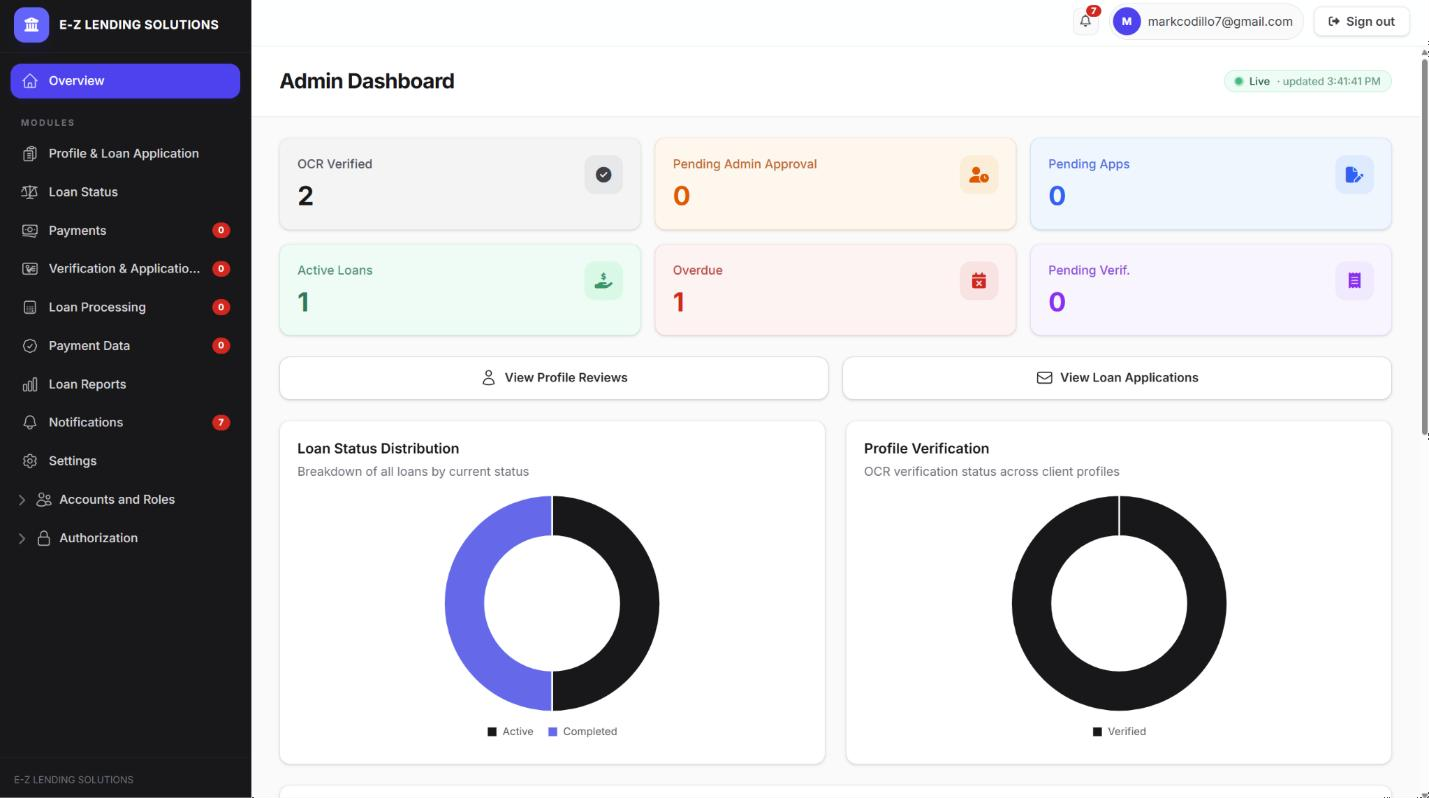 E-Z LENDING SOLUTIONS
7
M
markcodillo7@gmail.com
Sign out
Overview
MODULES
Profile & Loan Application
Loan Status
Payments 0
Verification & Applicatio... 0
Loan Processing 0
Payment Data 0
Loan Reports
Notifications 7
Settings
Accounts and Roles
Authorization
E-Z LENDING SOLUTIONS
Admin Dashboard
Live · updated 3:41:41 PM
OCR Verified
2
Pending Admin Approval
0
Pending Apps
0
Active Loans
1
Overdue
1
Pending Verif.
0
View Profile Reviews
View Loan Applications
Loan Status Distribution
Breakdown of all loans by current status
Active Completed
Profile Verification
OCR verification status across client profiles
Verified